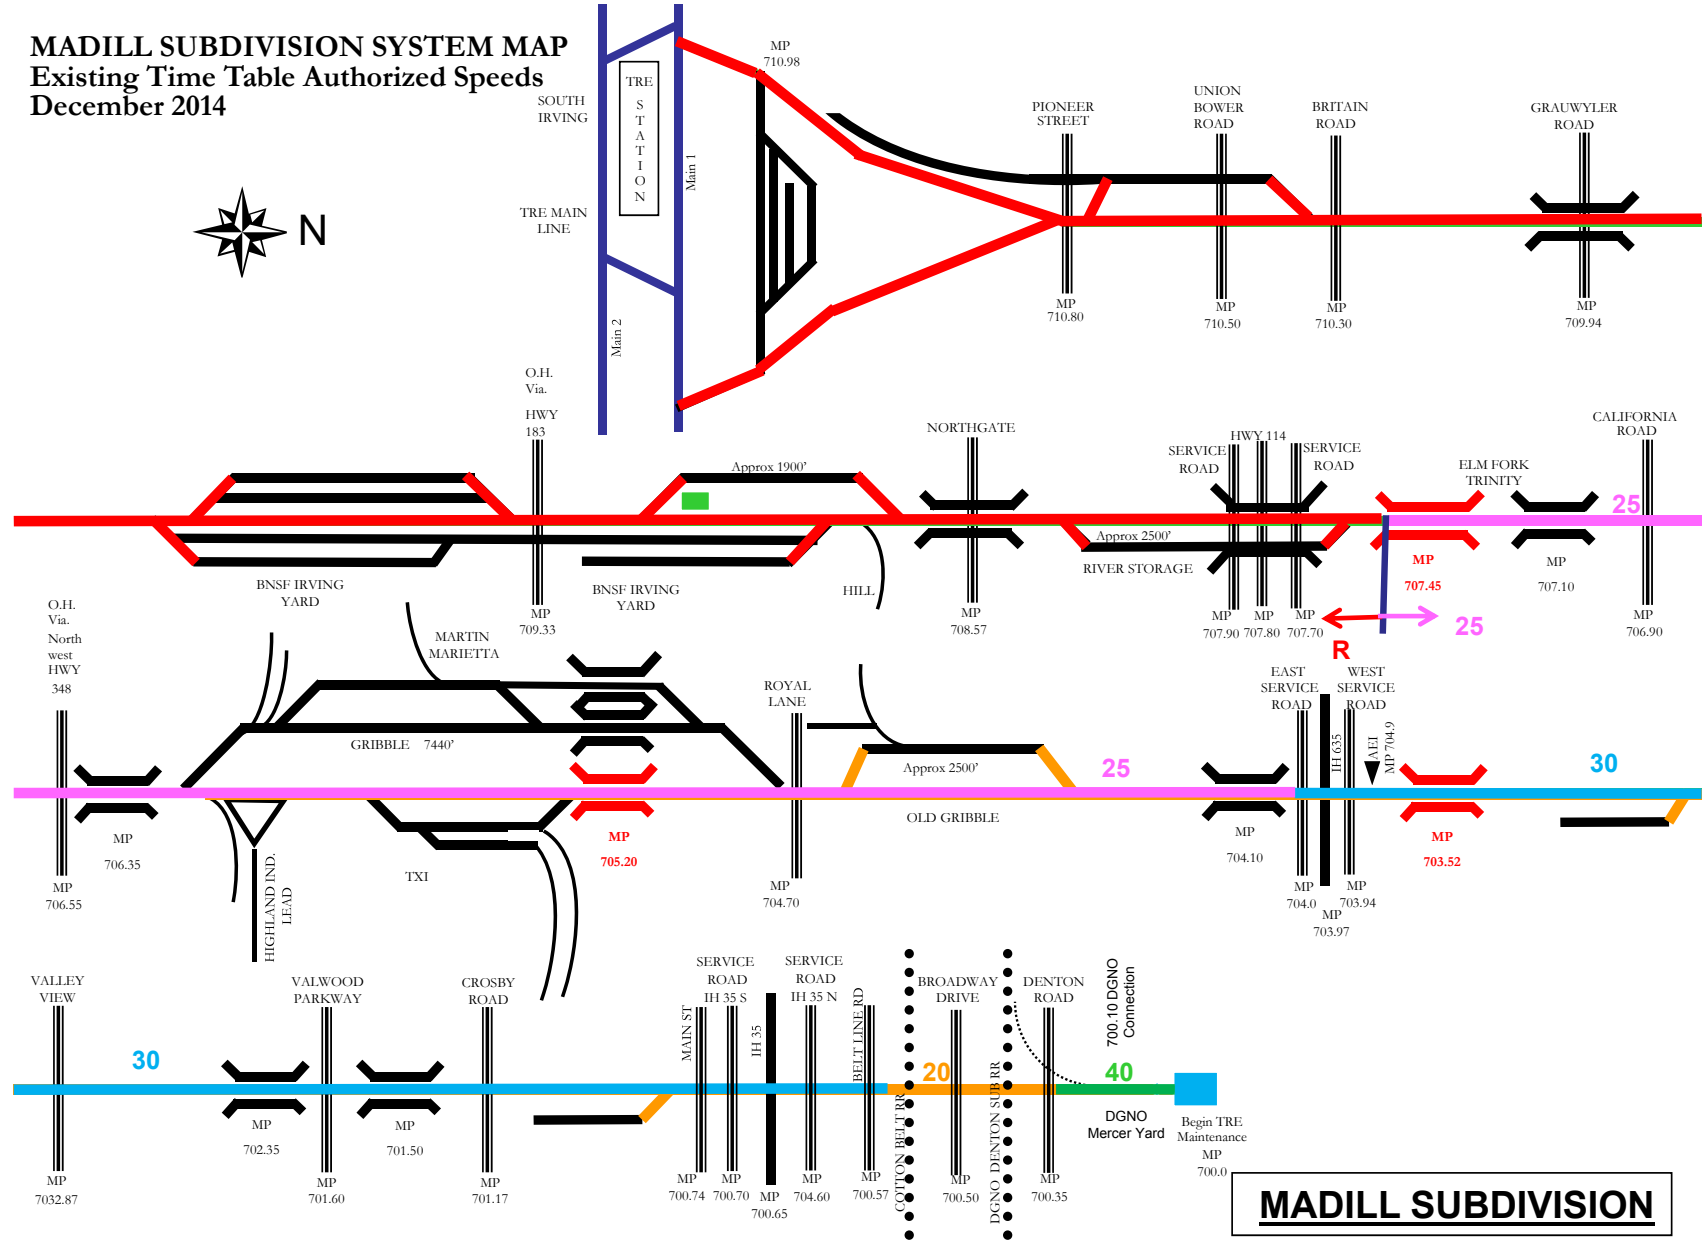 MADILL SUBDIVISION SYSTEM MAP
Existing Time Table Authorized Speeds
December 2014
N
SOUTH
IRVING
TRE
STATION
TRE MAIN
LINE
Main 1
Main 2
MP
710.98
PIONEER
STREET
MP
710.80
UNION
BOWER
ROAD
MP
710.50
BRITAIN
ROAD
MP
710.30
GRAUWYLER
ROAD
MP
709.94
O.H.
Via.
HWY
183
MP
709.33
BNSF IRVING
YARD
Approx 1900'
BNSF IRVING
YARD
HILL
NORTHGATE
MP
708.57
Approx 2500'
RIVER STORAGE
SERVICE
ROAD
HWY 114
SERVICE
ROAD
MP
707.90
MP
707.80
MP
707.70
R
25
ELM FORK
TRINITY
MP
707.45
MP
707.10
25
CALIFORNIA
ROAD
MP
706.90
O.H.
Via.
North
west
HWY
348
MP
706.55
MP
706.35
MARTIN
MARIETTA
GRIBBLE 7440'
HIGHLAND IND.
LEAD
TXI
MP
705.20
ROYAL
LANE
MP
704.70
Approx 2500'
OLD GRIBBLE
25
MP
704.10
EAST
SERVICE
ROAD
MP
704.0
IH 635
MP
703.97
WEST
SERVICE
ROAD
MP
703.94
AEI
MP 704.9
MP
703.52
30
VALLEY
VIEW
MP
7032.87
30
MP
702.35
VALWOOD
PARKWAY
MP
701.60
MP
701.50
CROSBY
ROAD
MP
701.17
MAIN ST
MP
700.74
SERVICE
ROAD
IH 35 S
MP
700.70
IH 35
MP
700.65
SERVICE
ROAD
IH 35 N
MP
704.60
BELT LINE RD
MP
700.57
COTTON BELT RR
20
BROADWAY
DRIVE
MP
700.50
DGNO DENTON SUB RR
DENTON
ROAD
MP
700.35
700.10 DGNO
Connection
40
DGNO
Mercer Yard
Begin TRE
Maintenance
MP
700.0
MADILL SUBDIVISION